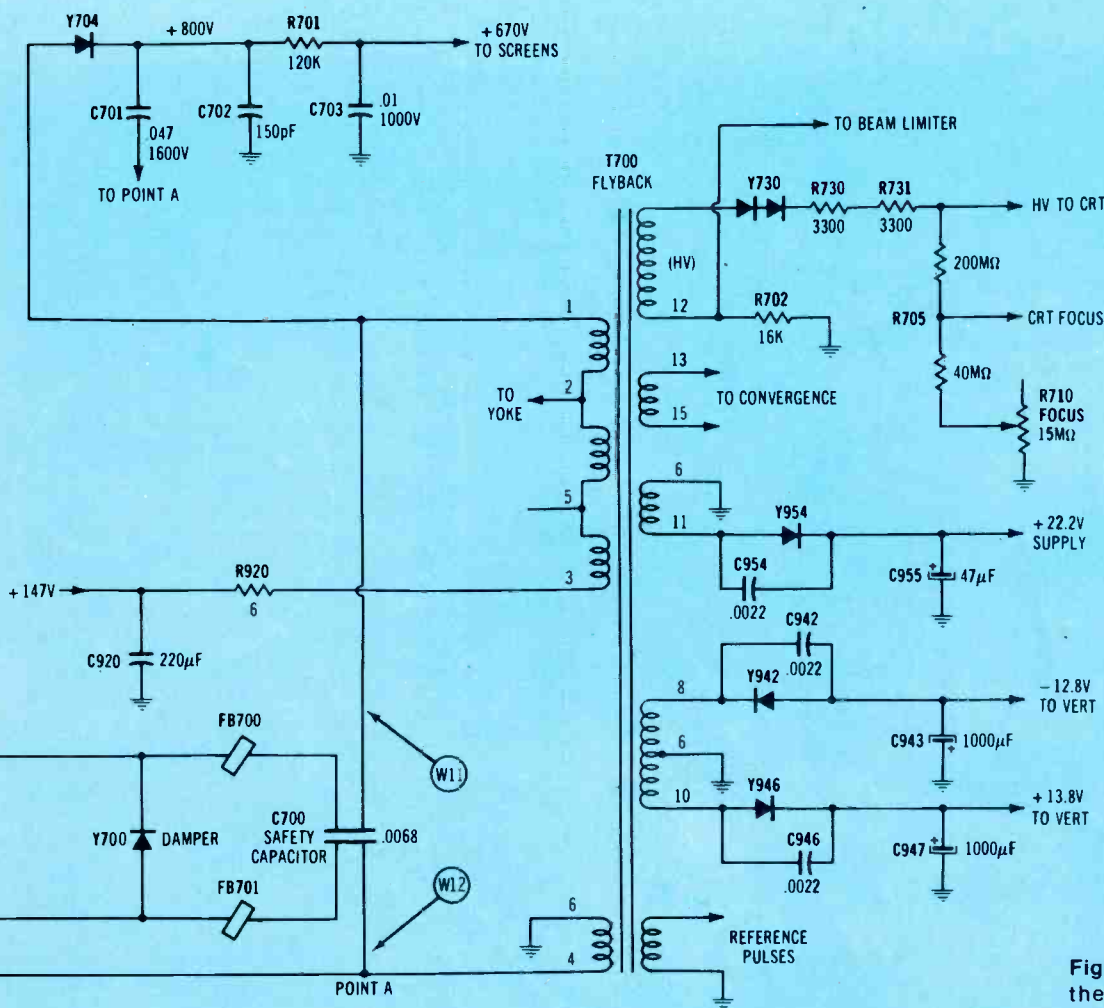 Y704
+800V
R701
120K
+670V
TO SCREENS
C701
.047
1600V
C702
150pF
C703
.01
1000V
TO POINT A
TO BEAM LIMITER
T700
FLYBACK
Y730
R730
3300
R731
3300
HV TO CRT
(HV)
200MΩ
1
12
R702
16K
R705
CRT FOCUS
13
TO CONVERGENCE
15
40MΩ
R710
FOCUS
15MΩ
2
TO
YOKE
5
6
11
Y954
+22.2V
SUPPLY
C954
.0022
C955
+
47μF
+147V
R920
6
3
C920
220μF
C942
.0022
8
Y942
-12.8V
TO VERT
6
C943
1000μF
+
FB700
W11
10
Y946
+13.8V
TO VERT
Y700
DAMPER
C700
SAFETY
CAPACITOR
.0068
C946
.0022
C947
+
1000μF
FB701
W12
6
4
REFERENCE
PULSES
POINT A
Fig
the